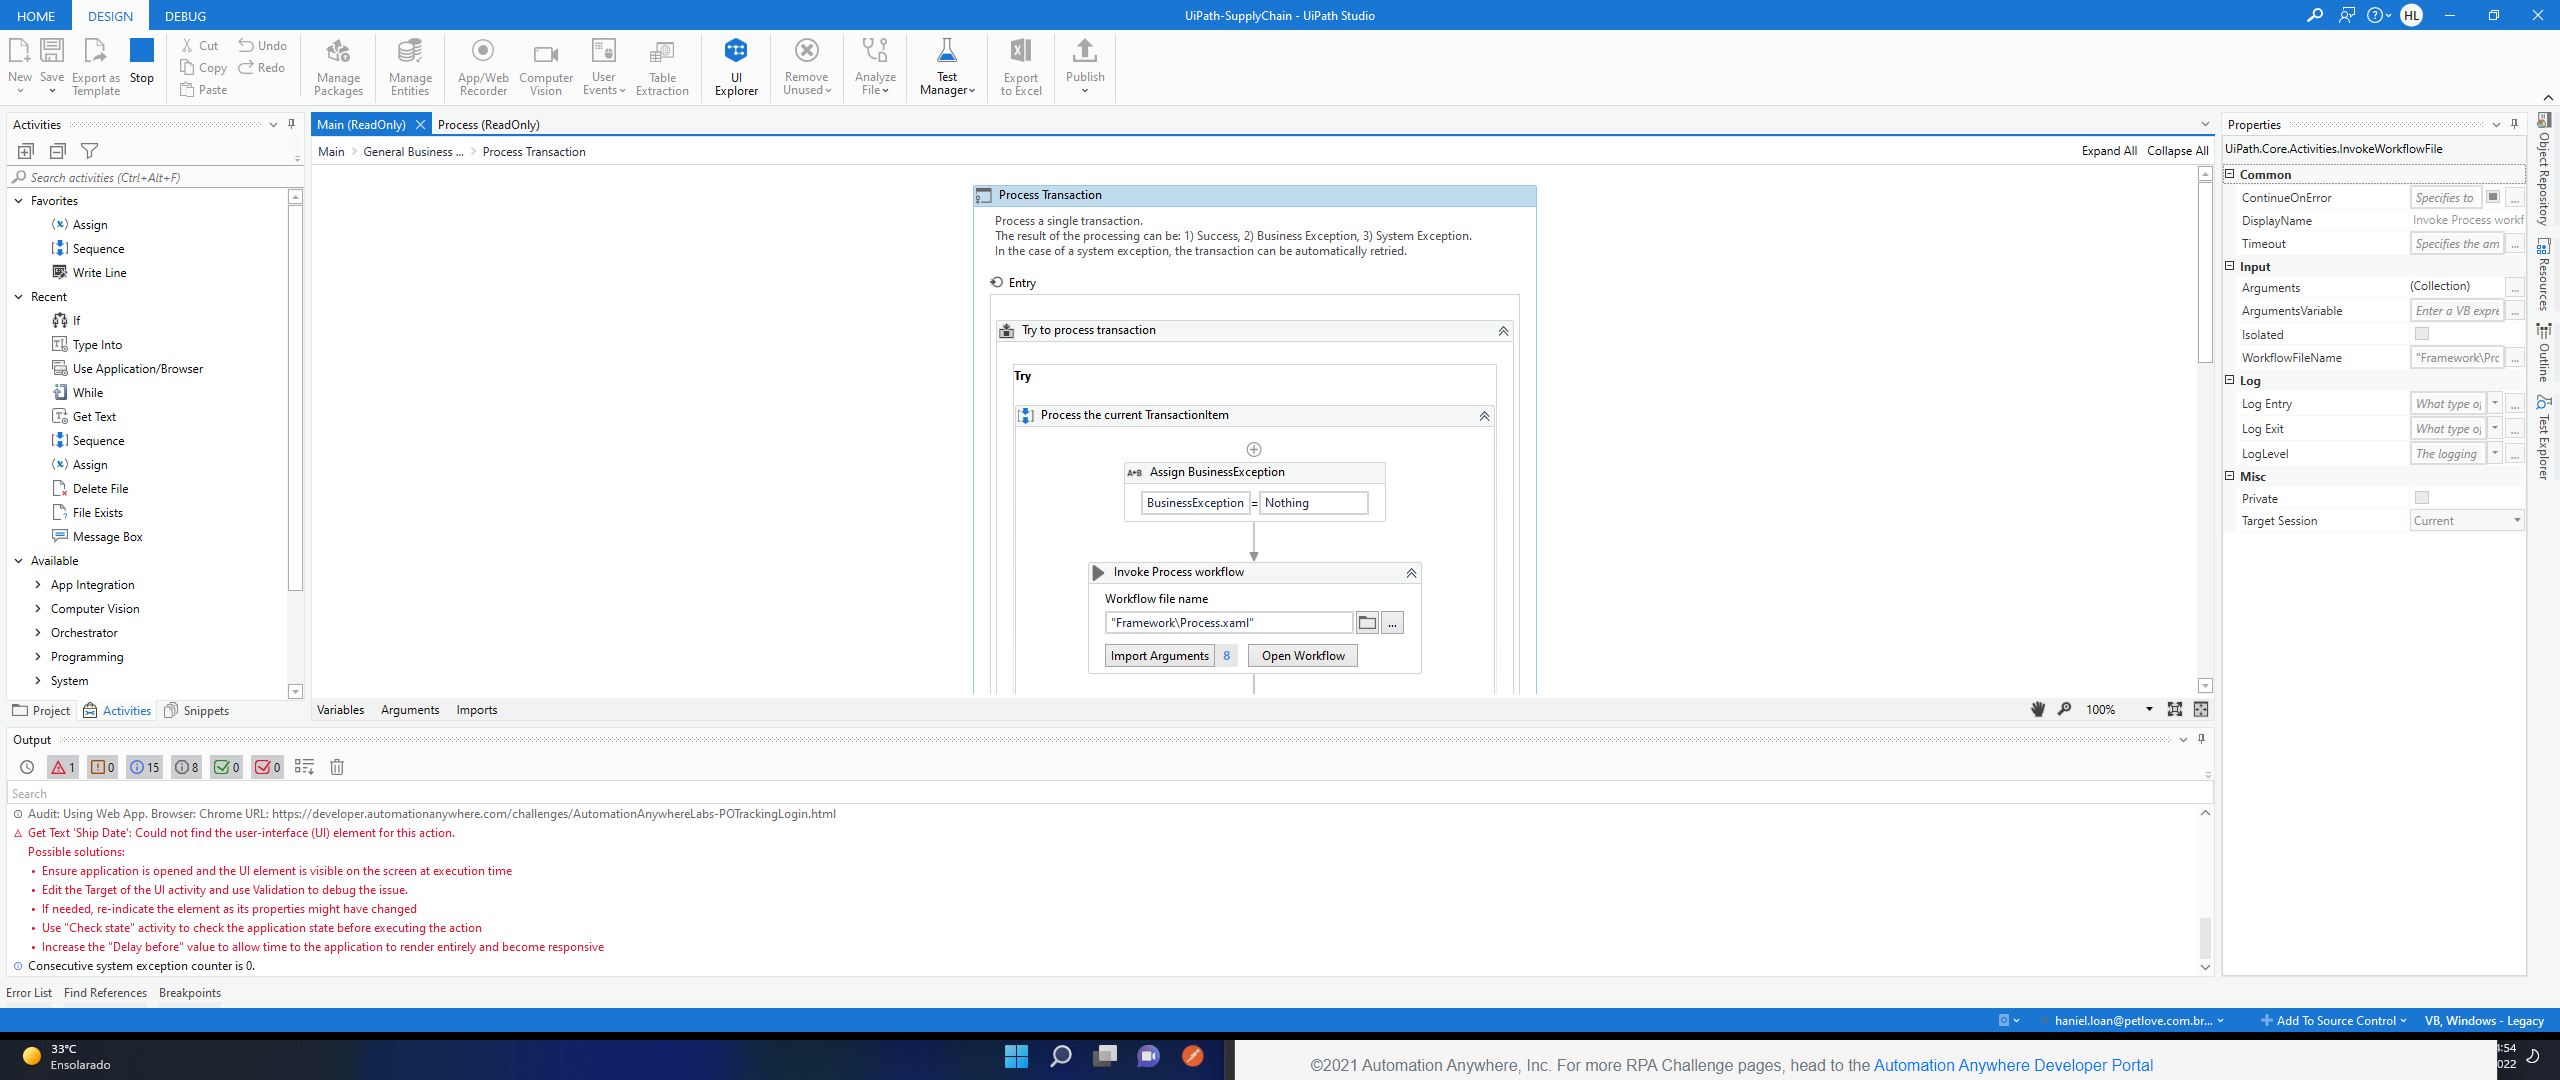 HOME DESIGN DEBUG UiPath-SupplyChain - UiPath Studio HL
New Save Export as Template Stop
Cut Copy Paste Undo Redo
Manage Packages Manage Entities App/Web Recorder Computer Vision User Events Table Extraction UI Explorer Remove Unused Analyze File Test Manager Export to Excel Publish
Activities
Search activities (Ctrl+Alt+F)
Favorites
Assign
Sequence
Write Line
Recent
If
Type Into
Use Application/Browser
While
Get Text
Sequence
Assign
Delete File
File Exists
Message Box
Available
App Integration
Computer Vision
Orchestrator
Programming
System
Project Activities Snippets
Main (ReadOnly) Process (ReadOnly)
Main > General Business ... > Process Transaction
Expand All Collapse All
Process Transaction
Process a single transaction.
The result of the processing can be: 1) Success, 2) Business Exception, 3) System Exception.
In the case of a system exception, the transaction can be automatically retried.
Entry
Try to process transaction
Try
Process the current TransactionItem
A+B Assign BusinessException
BusinessException = Nothing
Invoke Process workflow
Workflow file name
"Framework\Process.xaml" ...
Import Arguments 8 Open Workflow
Variables Arguments Imports
100%
Properties
UiPath.Core.Activities.InvokeWorkflowFile
Common
ContinueOnError Specifies to ...
DisplayName Invoke Process workf
Timeout Specifies the am ...
Input
Arguments (Collection) ...
ArgumentsVariable Enter a VB expre ...
Isolated
WorkflowFileName "Framework\Prc ...
Log
Log Entry What type o ...
Log Exit What type o ...
LogLevel The logging ...
Misc
Private
Target Session Current
Object Repository
Resources
Outline
Test Explorer
Output
1 0 15 8 0 0
Search
Audit: Using Web App. Browser: Chrome URL: https://developer.automationanywhere.com/challenges/AutomationAnywhereLabs-POTrackingLogin.html
Get Text 'Ship Date': Could not find the user-interface (UI) element for this action.
Possible solutions:
• Ensure application is opened and the UI element is visible on the screen at execution time
• Edit the Target of the UI activity and use Validation to debug the issue.
• If needed, re-indicate the element as its properties might have changed
• Use "Check state" activity to check the application state before executing the action
• Increase the "Delay before" value to allow time to the application to render entirely and become responsive
Consecutive system exception counter is 0.
Error List Find References Breakpoints
haniel.loan@petlove.com.br... Add To Source Control VB, Windows - Legacy
33°C
Ensolarado
©2021 Automation Anywhere, Inc. For more RPA Challenge pages, head to the Automation Anywhere Developer Portal
:54
022